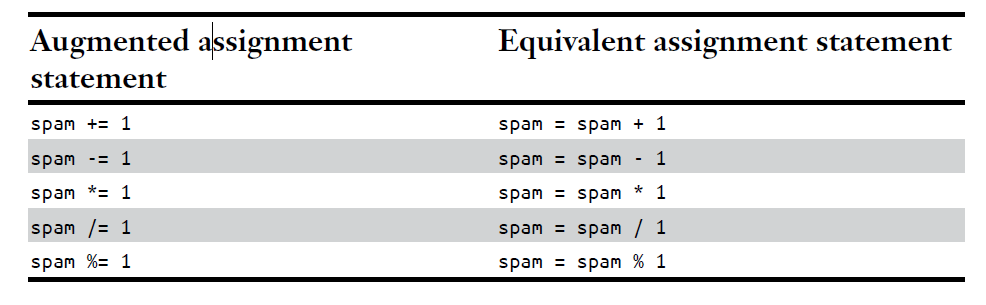 Augmented assignment statement
Equivalent assignment statement
spam += 1
spam = spam + 1
spam -= 1
spam = spam - 1
spam *= 1
spam = spam * 1
spam /= 1
spam = spam / 1
spam %= 1
spam = spam % 1